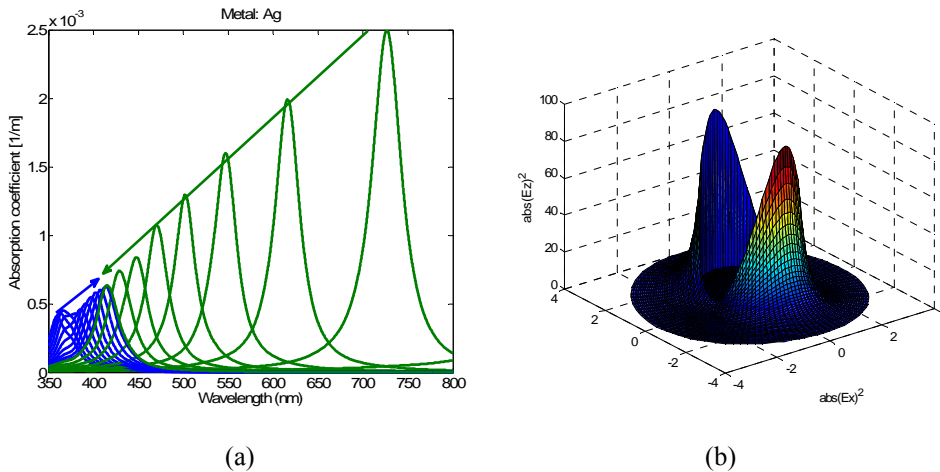 Metal: Ag
×10⁻³
2.5
2
1.5
1
0.5
0
Absorption coefficient [1/m]
350 400 450 500 550 600 650 700 750 800
Wavelength (nm)
(a)
100
80
60
40
20
0
abs(Ez)²
4
2
0
-2
-4
-4
-2
0
2
4
abs(Ex)²
(b)